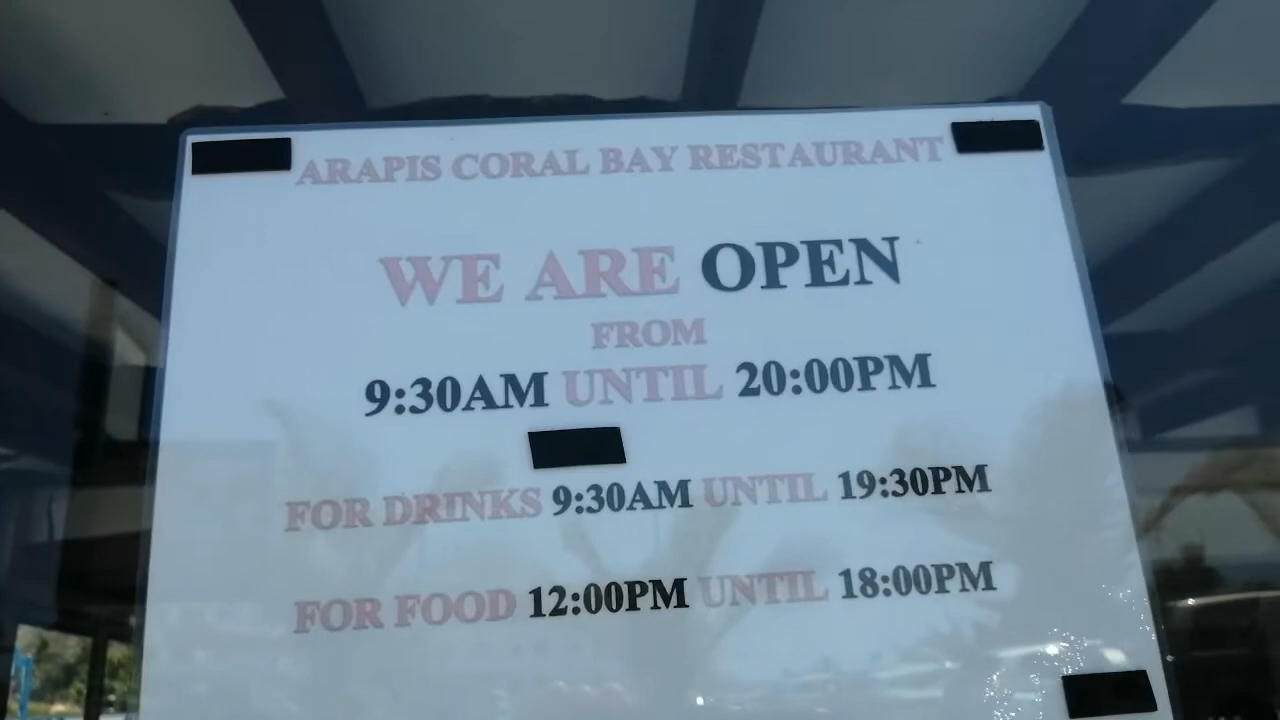 ARAPIS CORAL BAY RESTAURANT
WE ARE OPEN
FROM
9:30AM UNTIL 20:00PM
FOR DRINKS 9:30AM UNTIL 19:30PM
FOR FOOD 12:00PM UNTIL 18:00PM